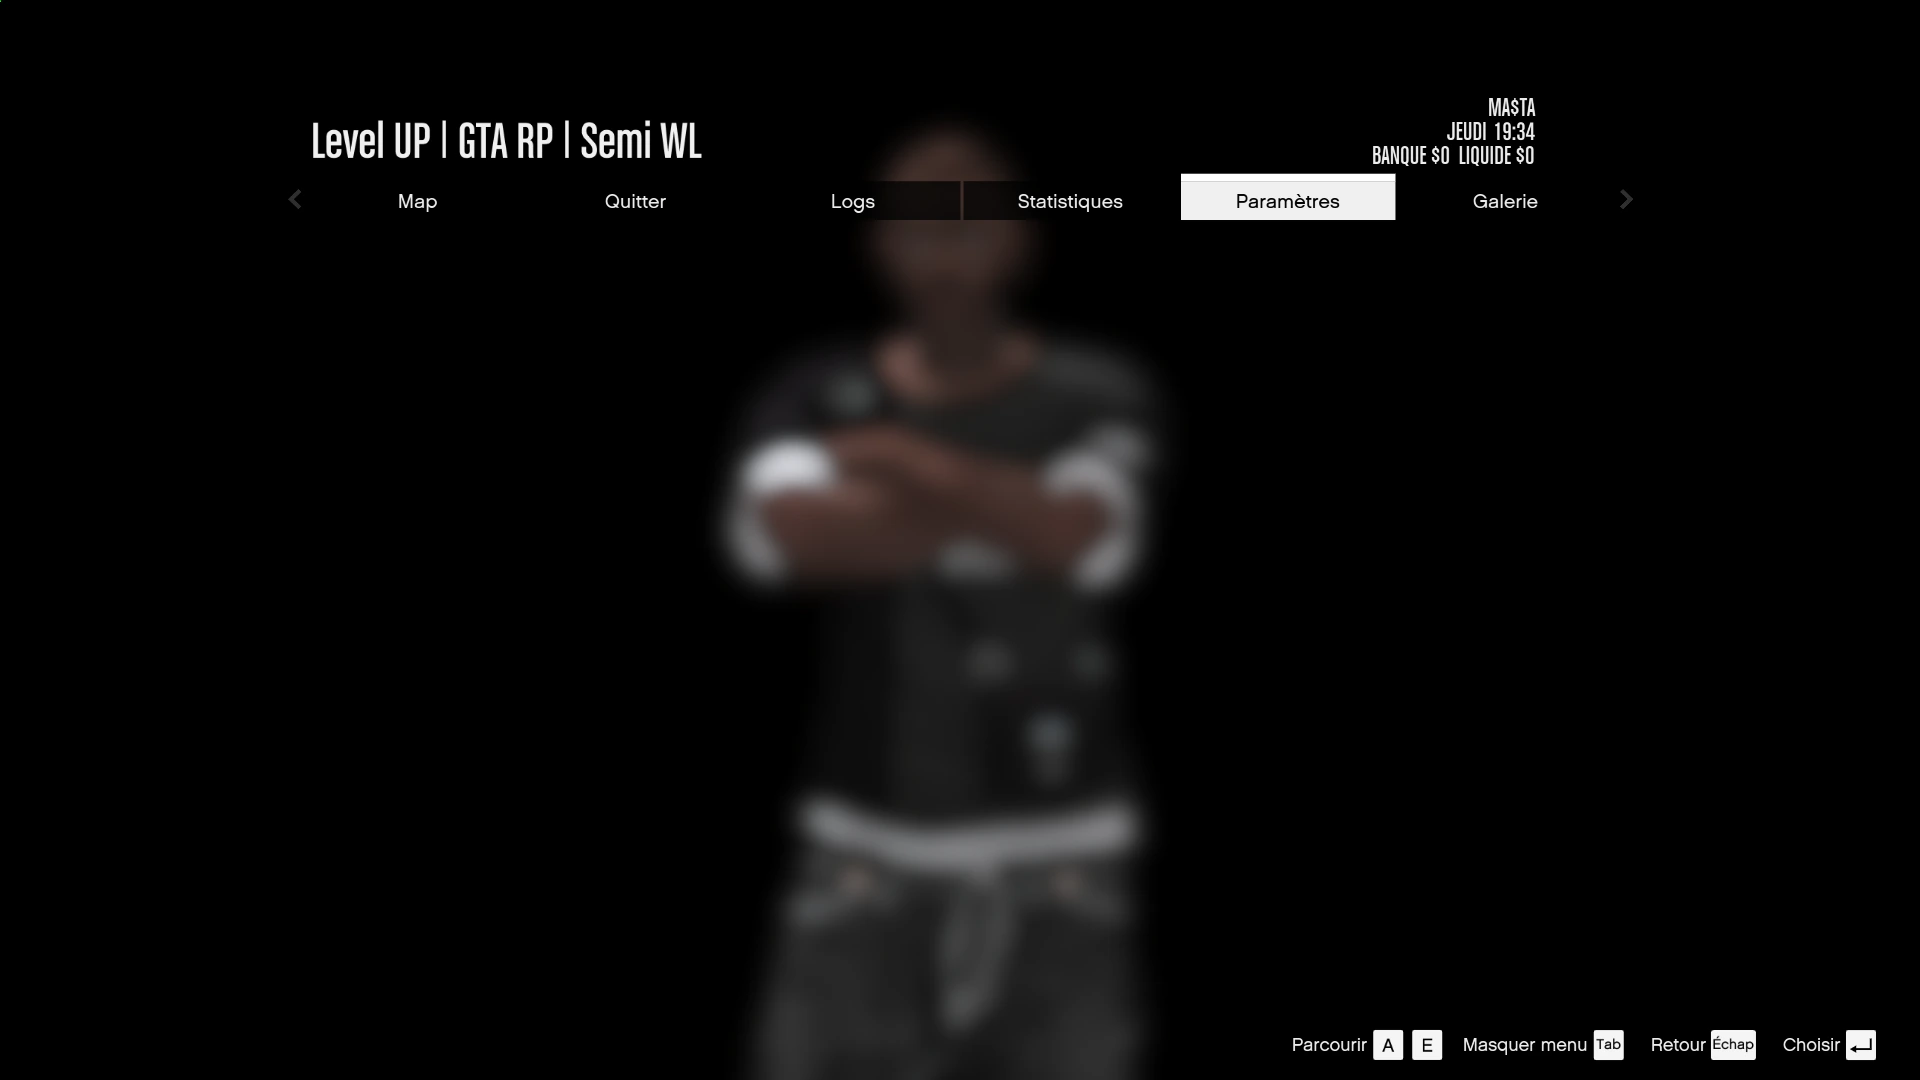 Level UP | GTA RP | Semi WL
MA$TA
JEUDI 19:34
BANQUE $0 LIQUIDE $0
Map Quitter Logs Statistiques Paramètres Galerie
Parcourir A E Masquer menu Tab Retour Échap Choisir